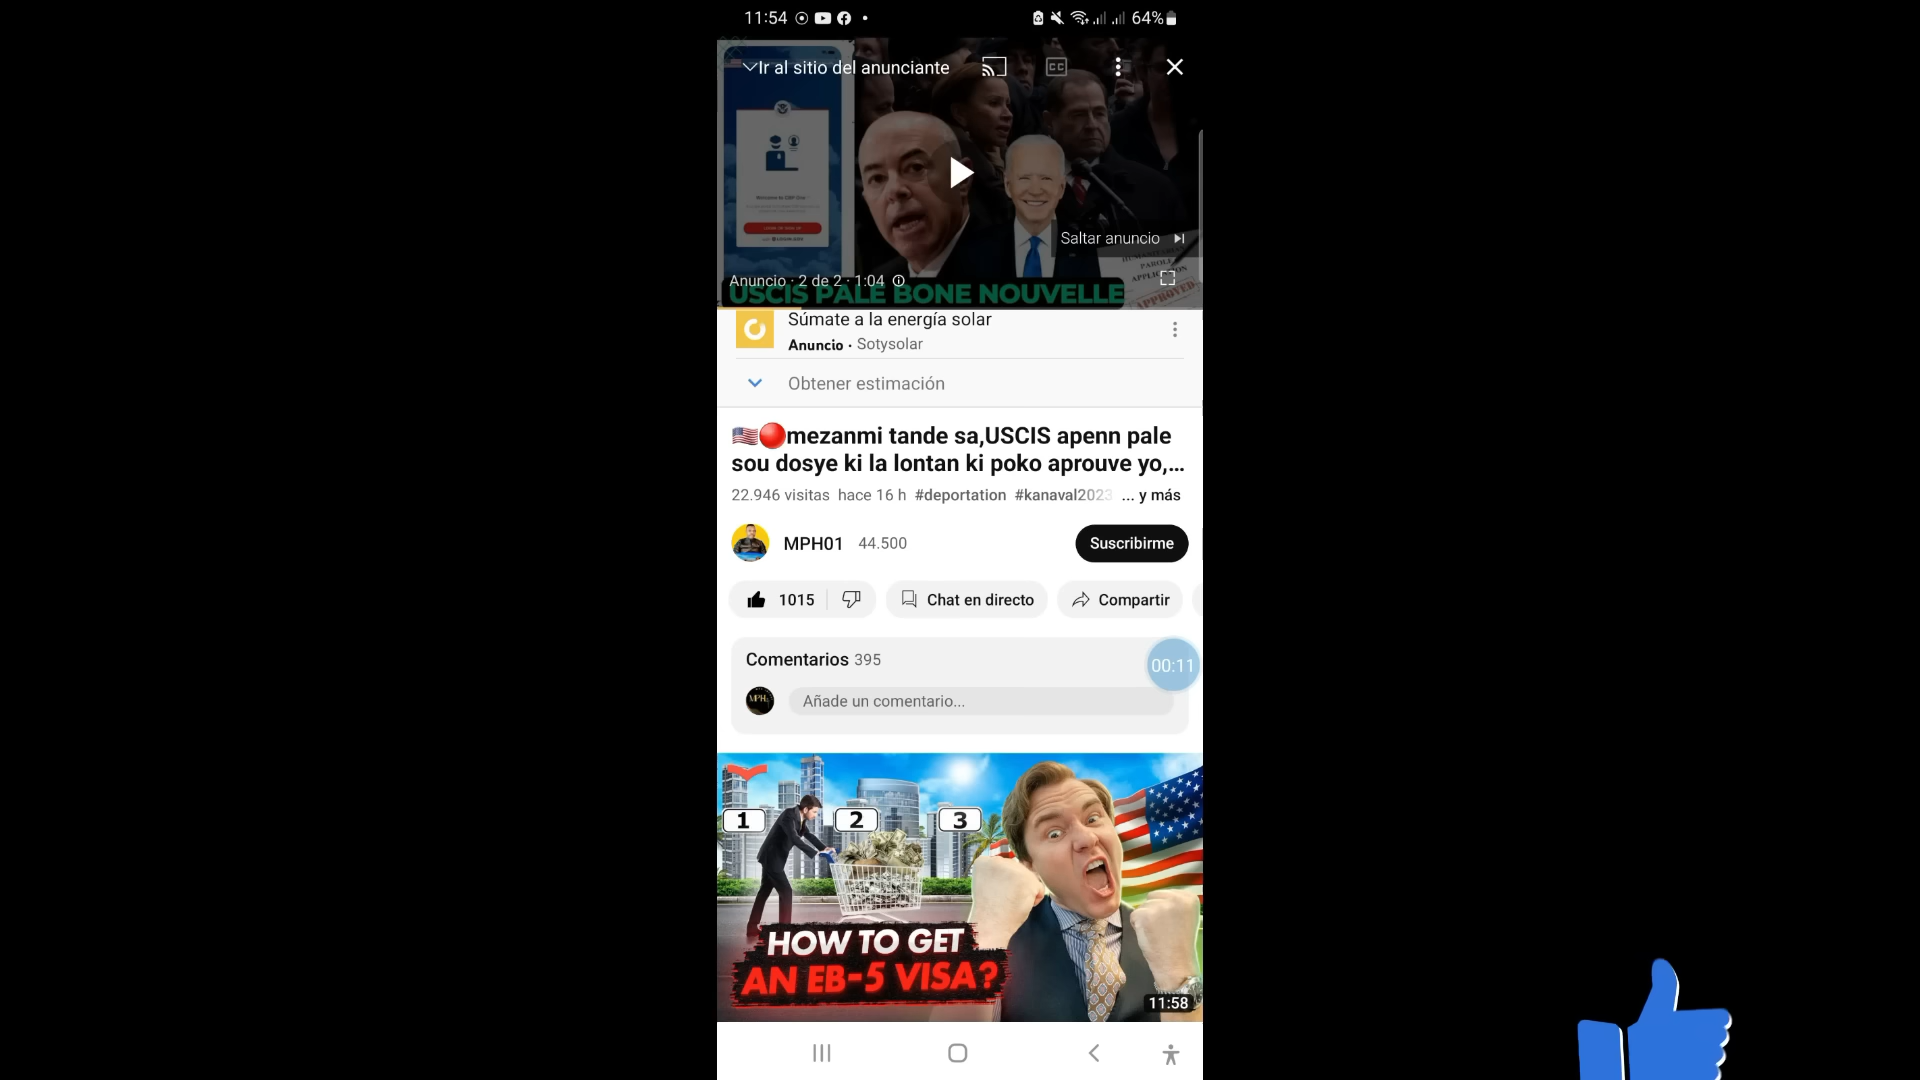 11:54
64%
Ir al sitio del anunciante
CC
Saltar anuncio
Anuncio · 2 de 2 · 1:04
APPROVED
USCIS PALE BONE NOUVELLE
Súmate a la energía solar
Anuncio · Sotysolar
Obtener estimación
mezanmi tande sa,USCIS apenn pale
sou dosye ki la lontan ki poko aprouve yo,...
22.946 visitas hace 16 h #deportation #kanaval2023 ... y más
MPH01 44.500
Suscribirme
1015
Chat en directo
Compartir
Comentarios 395
00:11
Añade un comentario...
1 2 3
HOW TO GET
AN EB-5 VISA?
11:58